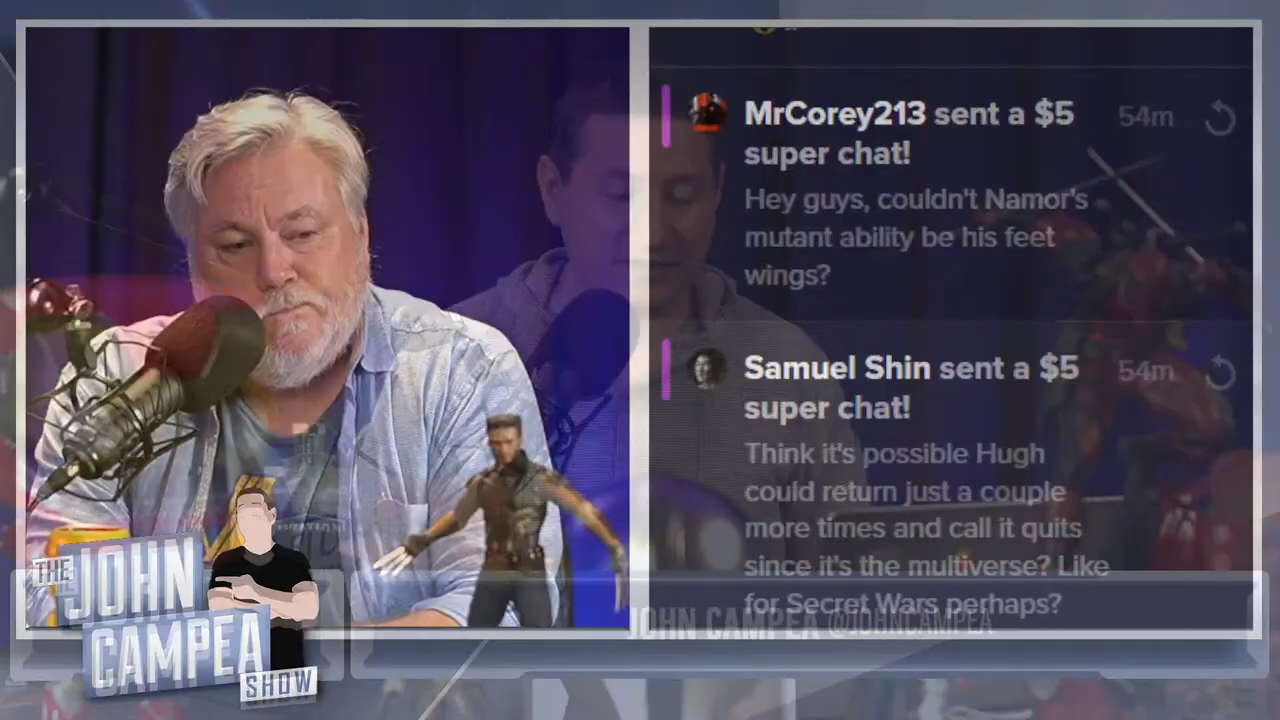 MrCorey213 sent a $5
super chat!
54m
Hey guys, couldn't Namor's
mutant ability be his feet
wings?
Samuel Shin sent a $5
super chat!
54m
Think it's possible Hugh
could return just a couple
more times and call it quits
since it's the multiverse? Like
for Secret Wars perhaps?
JOHN CAMPEA @JOHNCAMPEA
THE
JOHN
CAMPEA
SHOW